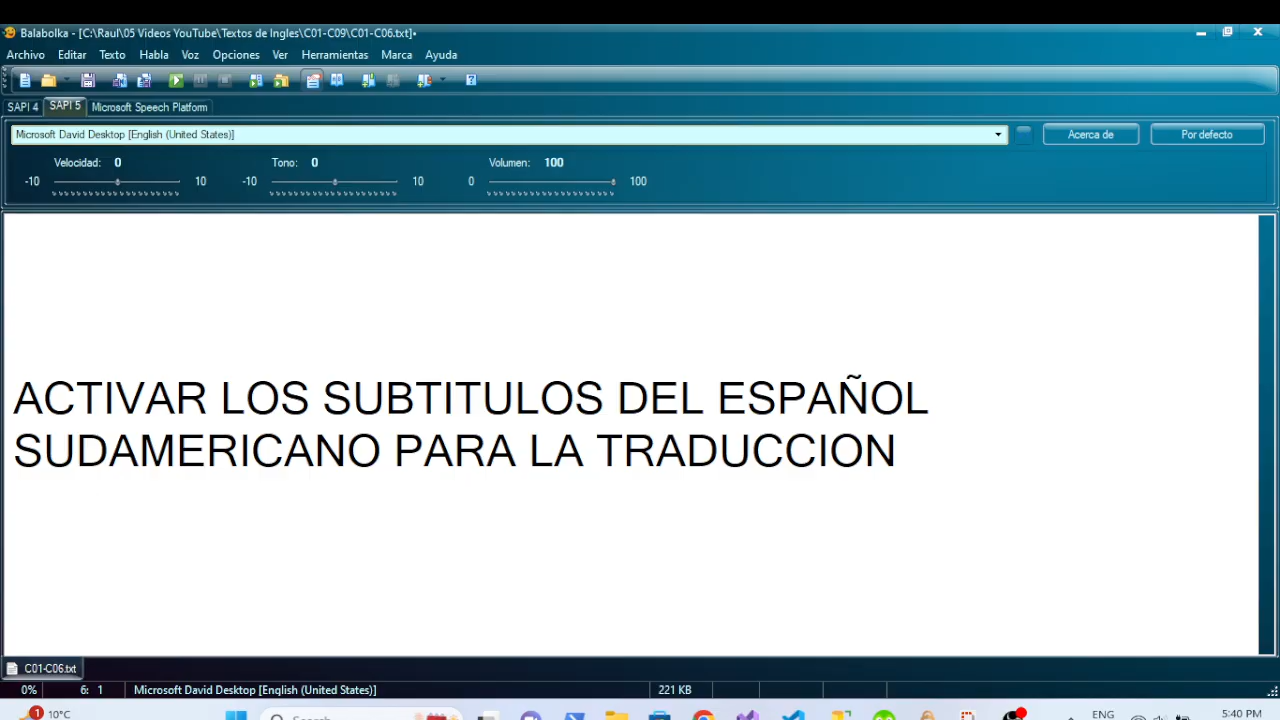 Balabolka - [C:\Raul\05 Videos YouTube\Textos de Ingles\C01-C09\C01-C06.txt]•
Archivo Editar Texto Habla Voz Opciones Ver Herramientas Marca Ayuda
SAPI 4 SAPI 5 Microsoft Speech Platform
Microsoft David Desktop [English (United States)] Acerca de Por defecto
Velocidad: 0 Tono: 0 Volumen: 100
-10 10 -10 10 0 100
ACTIVAR LOS SUBTITULOS DEL ESPAÑOL
SUDAMERICANO PARA LA TRADUCCION
C01-C06.txt
0% 6: 1 Microsoft David Desktop [English (United States)] 221 KB
1 10°C Search ENG 5:40 PM